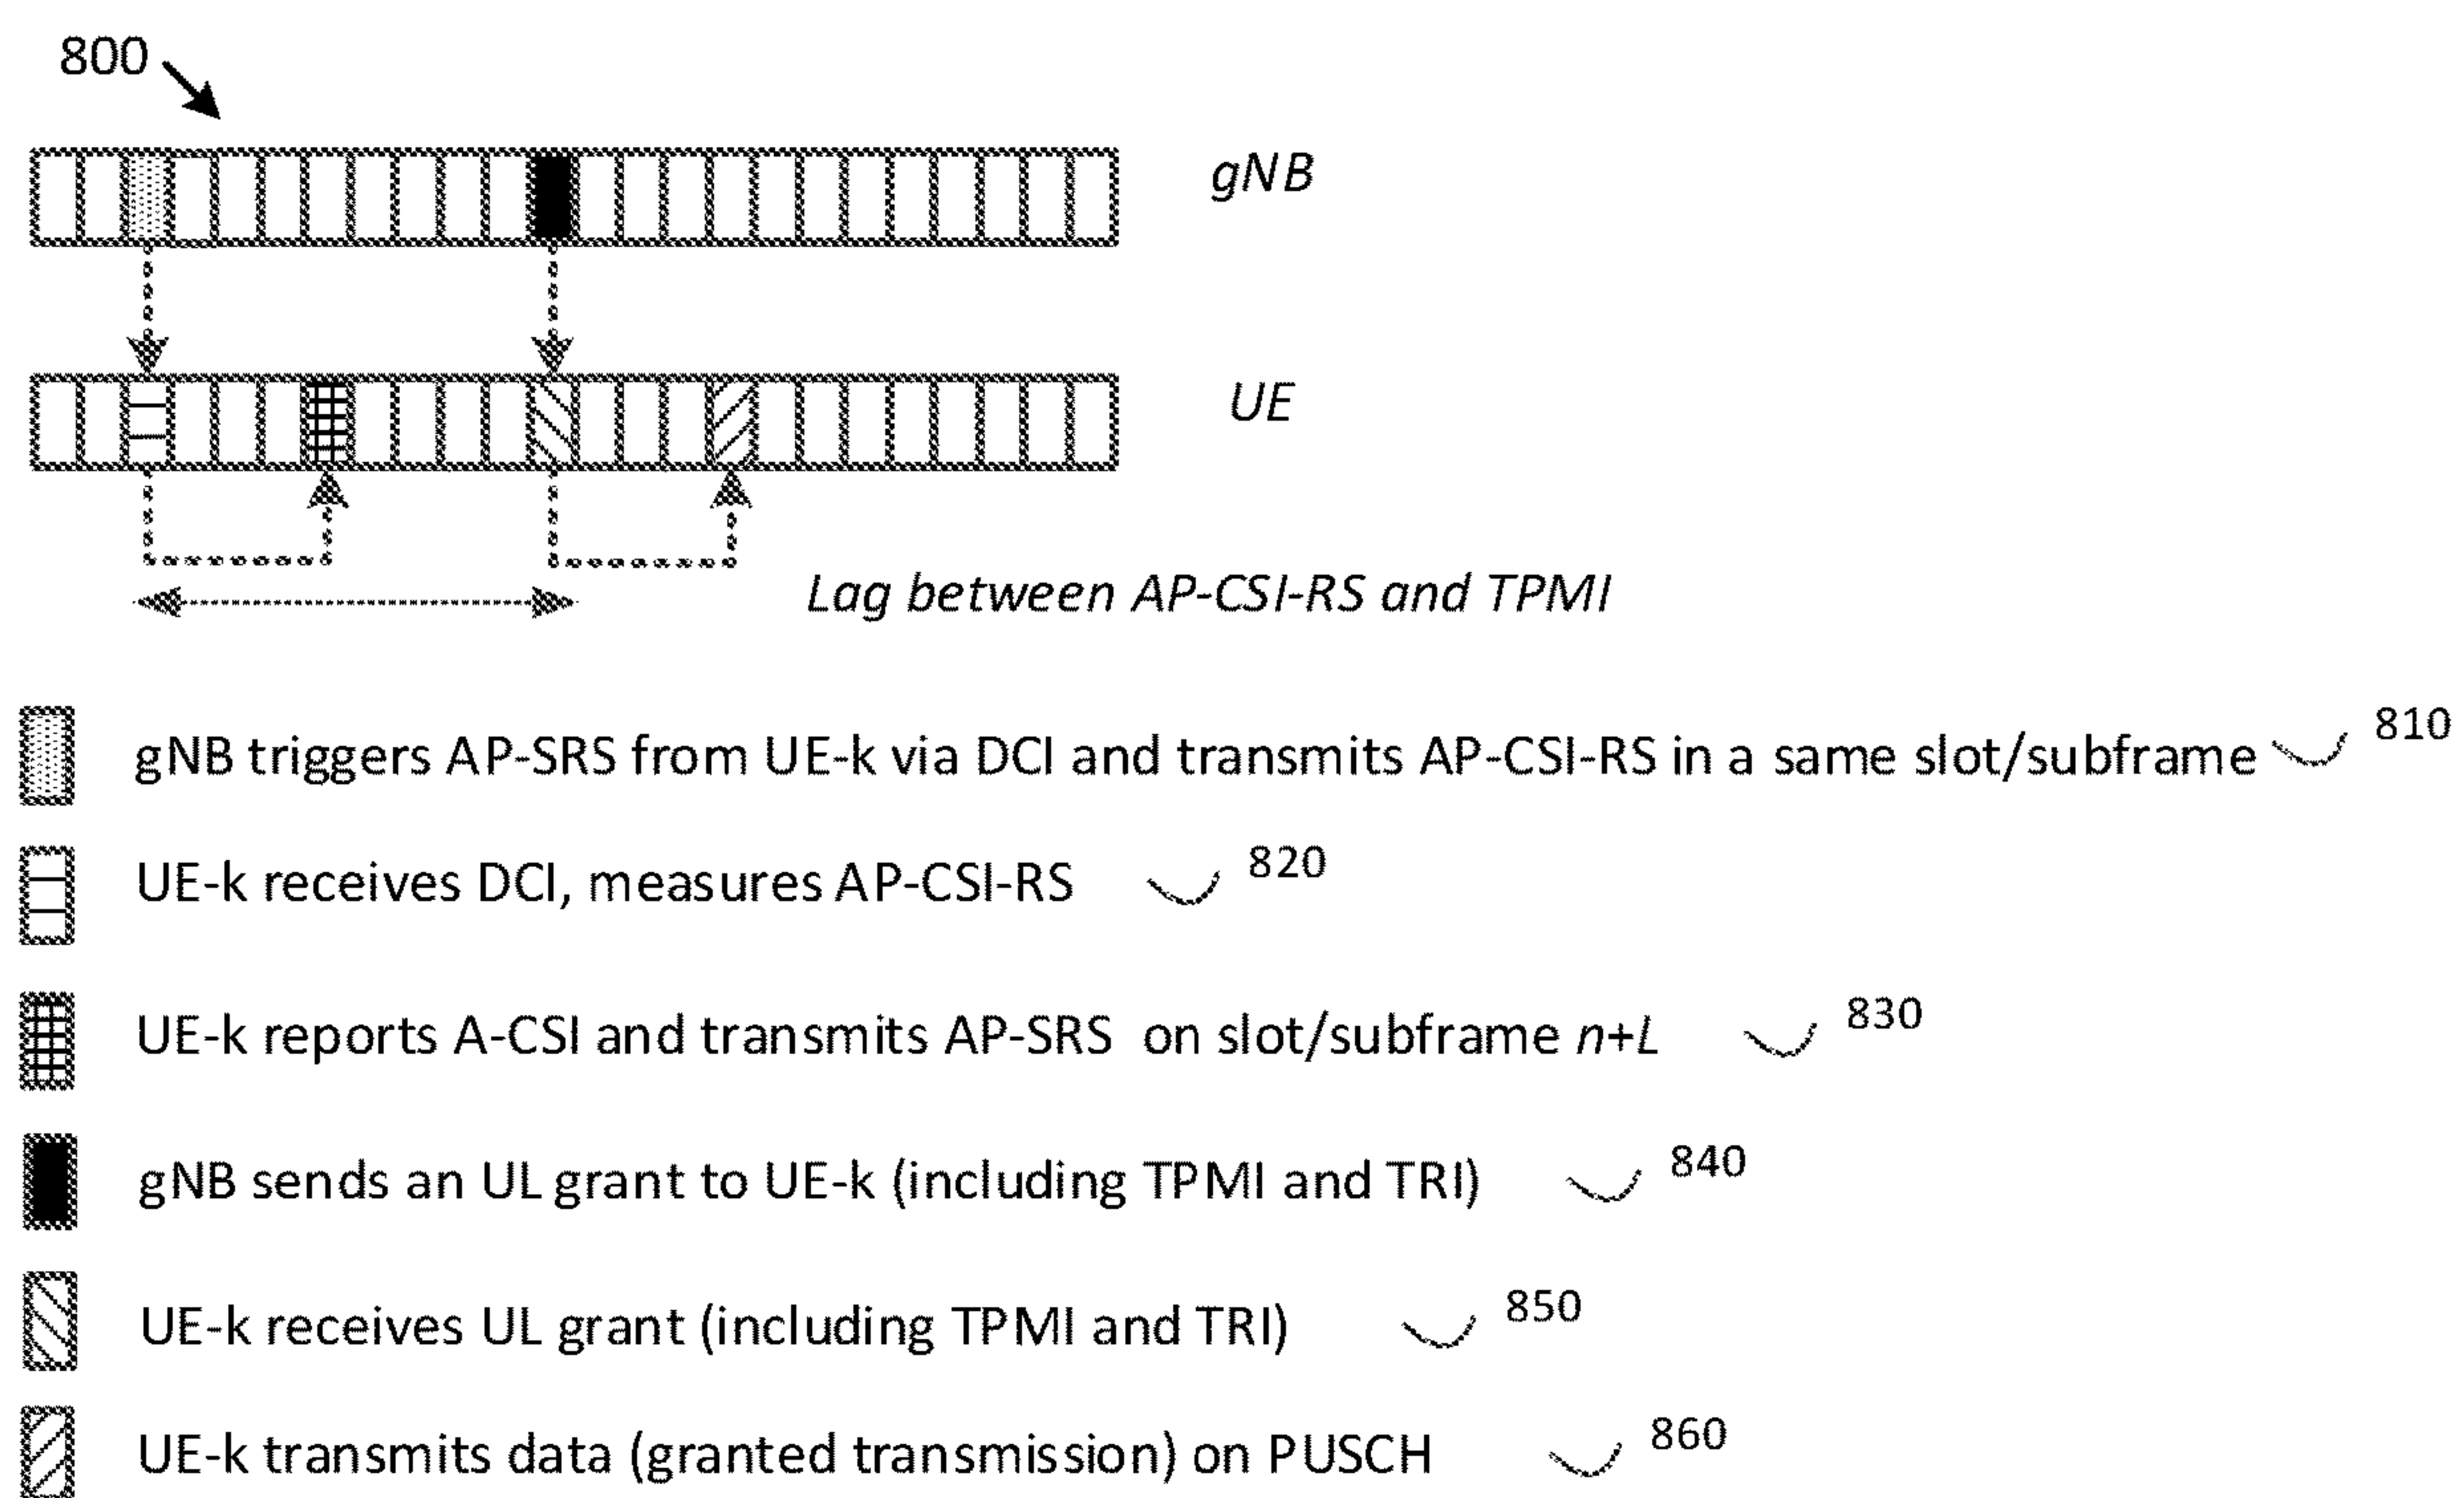 800
gNB
UE
Lag between AP-CSI-RS and TPMI
gNB triggers AP-SRS from UE-k via DCI and transmits AP-CSI-RS in a same slot/subframe 810
UE-k receives DCI, measures AP-CSI-RS 820
UE-k reports A-CSI and transmits AP-SRS on slot/subframe n+L 830
gNB sends an UL grant to UE-k (including TPMI and TRI) 840
UE-k receives UL grant (including TPMI and TRI) 850
UE-k transmits data (granted transmission) on PUSCH 860